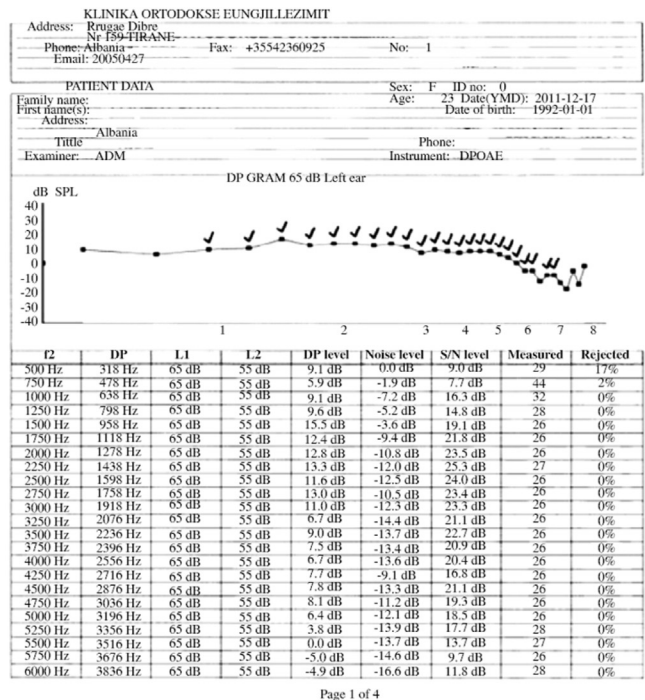 KLINIKA ORTODOKSE EUNGJILLEZIMIT
Address: Rrugae Dibre
Nr 159-TIRANE-
Phone: Albania - Fax: +35542360925 No: 1
Email: 20050427
PATIENT DATA Sex: F ID no: 0
Family name: Age: 23 Date(YMD): 2011-12-17
First name(s): Date of birth: 1992-01-01
Address:
Albania
Tittle Phone:
Examiner: ADM Instrument: DPOAE
DP GRAM 65 dB Left ear
dB SPL
40
30
20
10
0
-10
-20
-30
-40
1 2 3 4 5 6 7 8
f2 DP L1 L2 DP level Noise level S/N level Measured Rejected
500 Hz 318 Hz 65 dB 55 dB 9.1 dB 0.0 dB 9.0 dB 29 17%
750 Hz 478 Hz 65 dB 55 dB 5.9 dB -1.9 dB 7.7 dB 44 2%
1000 Hz 638 Hz 65 dB 55 dB 9.1 dB -7.2 dB 16.3 dB 32 0%
1250 Hz 798 Hz 65 dB 55 dB 9.6 dB -5.2 dB 14.8 dB 28 0%
1500 Hz 958 Hz 65 dB 55 dB 15.5 dB -3.6 dB 19.1 dB 26 0%
1750 Hz 1118 Hz 65 dB 55 dB 12.4 dB -9.4 dB 21.8 dB 26 0%
2000 Hz 1278 Hz 65 dB 55 dB 12.8 dB -10.8 dB 23.5 dB 26 0%
2250 Hz 1438 Hz 65 dB 55 dB 13.3 dB -12.0 dB 25.3 dB 27 0%
2500 Hz 1598 Hz 65 dB 55 dB 11.6 dB -12.5 dB 24.0 dB 26 0%
2750 Hz 1758 Hz 65 dB 55 dB 13.0 dB -10.5 dB 23.4 dB 26 0%
3000 Hz 1918 Hz 65 dB 55 dB 11.0 dB -12.3 dB 23.3 dB 26 0%
3250 Hz 2076 Hz 65 dB 55 dB 6.7 dB -14.4 dB 21.1 dB 26 0%
3500 Hz 2236 Hz 65 dB 55 dB 9.0 dB -13.7 dB 22.7 dB 26 0%
3750 Hz 2396 Hz 65 dB 55 dB 7.5 dB -13.4 dB 20.9 dB 26 0%
4000 Hz 2556 Hz 65 dB 55 dB 6.7 dB -13.6 dB 20.4 dB 26 0%
4250 Hz 2716 Hz 65 dB 55 dB 7.7 dB -9.1 dB 16.8 dB 26 0%
4500 Hz 2876 Hz 65 dB 55 dB 7.8 dB -13.3 dB 21.1 dB 26 0%
4750 Hz 3036 Hz 65 dB 55 dB 8.1 dB -11.2 dB 19.3 dB 26 0%
5000 Hz 3196 Hz 65 dB 55 dB 6.4 dB -12.1 dB 18.5 dB 26 0%
5250 Hz 3356 Hz 65 dB 55 dB 3.8 dB -13.9 dB 17.7 dB 28 0%
5500 Hz 3516 Hz 65 dB 55 dB 0.0 dB -13.7 dB 13.7 dB 27 0%
5750 Hz 3676 Hz 65 dB 55 dB -5.0 dB -14.6 dB 9.7 dB 26 0%
6000 Hz 3836 Hz 65 dB 55 dB -4.9 dB -16.6 dB 11.8 dB 28 0%
Page 1 of 4